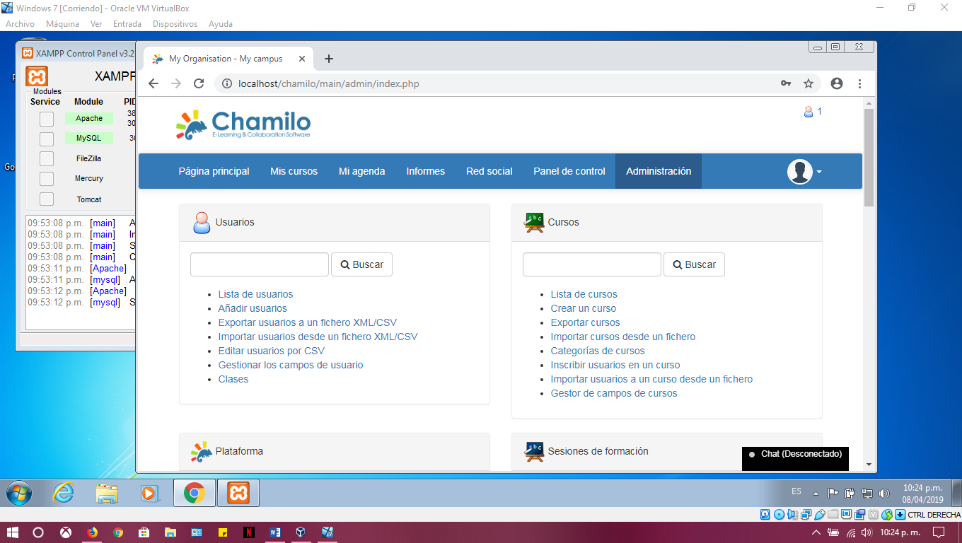 Windows 7 [Corriendo] - Oracle VM VirtualBox
Archivo Máquina Ver Entrada Dispositivos Ayuda
XAMPP Control Panel v3.2
XAMPP
Modules
Service Module PID
Apache
MySQL
FileZilla
Mercury
Tomcat
09:53:08 p.m. [main]
09:53:08 p.m. [main]
09:53:08 p.m. [main]
09:53:08 p.m. [main]
09:53:11 p.m. [Apache]
09:53:11 p.m. [mysql]
09:53:12 p.m. [Apache]
09:53:12 p.m. [mysql]
My Organisation - My campus
localhost/chamilo/main/admin/index.php
Chamilo
E-Learning & Collaboration Software
1
Página principal Mis cursos Mi agenda Informes Red social Panel de control Administración
Usuarios
Buscar
Lista de usuarios
Añadir usuarios
Exportar usuarios a un fichero XML/CSV
Importar usuarios desde un fichero XML/CSV
Editar usuarios por CSV
Gestionar los campos de usuario
Clases
Cursos
Buscar
Lista de cursos
Crear un curso
Exportar cursos
Importar cursos desde un fichero
Categorías de cursos
Inscribir usuarios en un curso
Importar usuarios a un curso desde un fichero
Gestor de campos de cursos
Plataforma
Sesiones de formación
Chat (Desconectado)
ES
10:24 p.m.
08/04/2019
CTRL DERECHA
10:24 p. m.